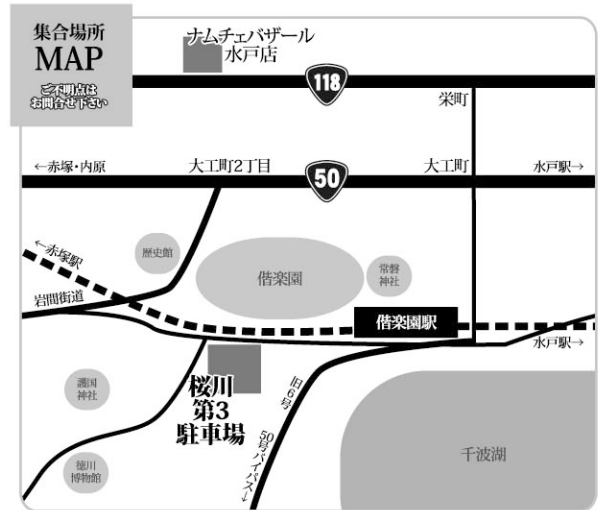 集合場所
MAP
ご不明点は
お問合せ下さい
ナムチェバザール
水戸店
118
栄町
←赤塚・内原
大工町2丁目
50
大工町
水戸駅→
←赤塚駅
歴史館
偕楽園
常磐
神社
岩間街道
偕楽園駅
水戸駅→
桜川
第3
駐車場
護国
神社
旧6号
50号バイパス↓
徳川
博物館
千波湖